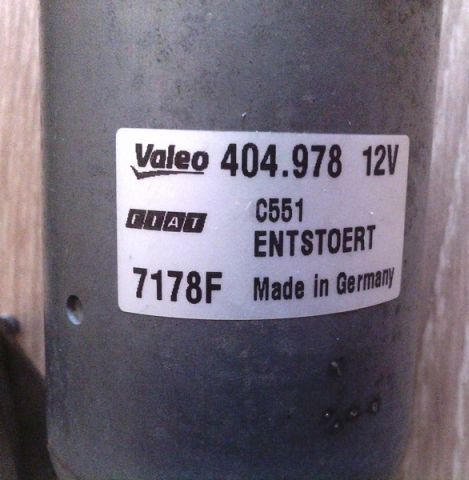 Valeo 404.978 12V
FIAT C551
ENTSTOERT
7178F Made in Germany